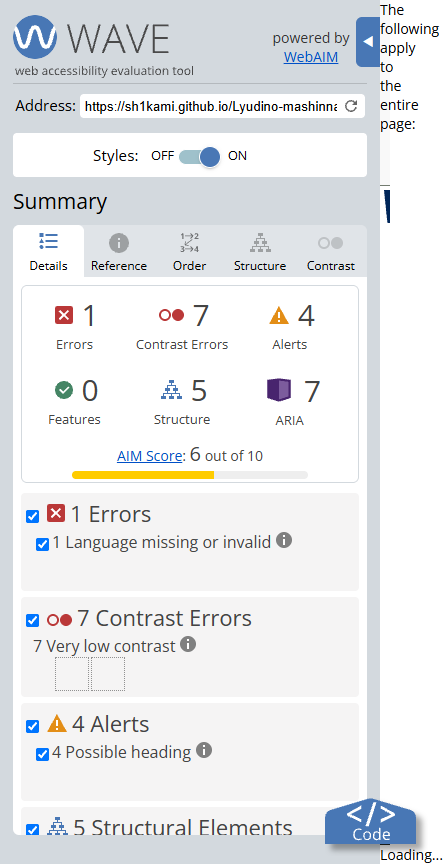 WAVE
web accessibility evaluation tool
powered by
WebAIM
The
following
apply
to
the
entire
page:
Address: https://sh1kami.github.io/Lyudino-mashinna
Styles: OFF ON
Summary
Details Reference Order Structure Contrast
1 Errors
7 Contrast Errors
4 Alerts
0 Features
5 Structure
7 ARIA
AIM Score: 6 out of 10
1 Errors
1 Language missing or invalid
7 Contrast Errors
7 Very low contrast
4 Alerts
4 Possible heading
5 Structural Elements
</> Code
Loading...